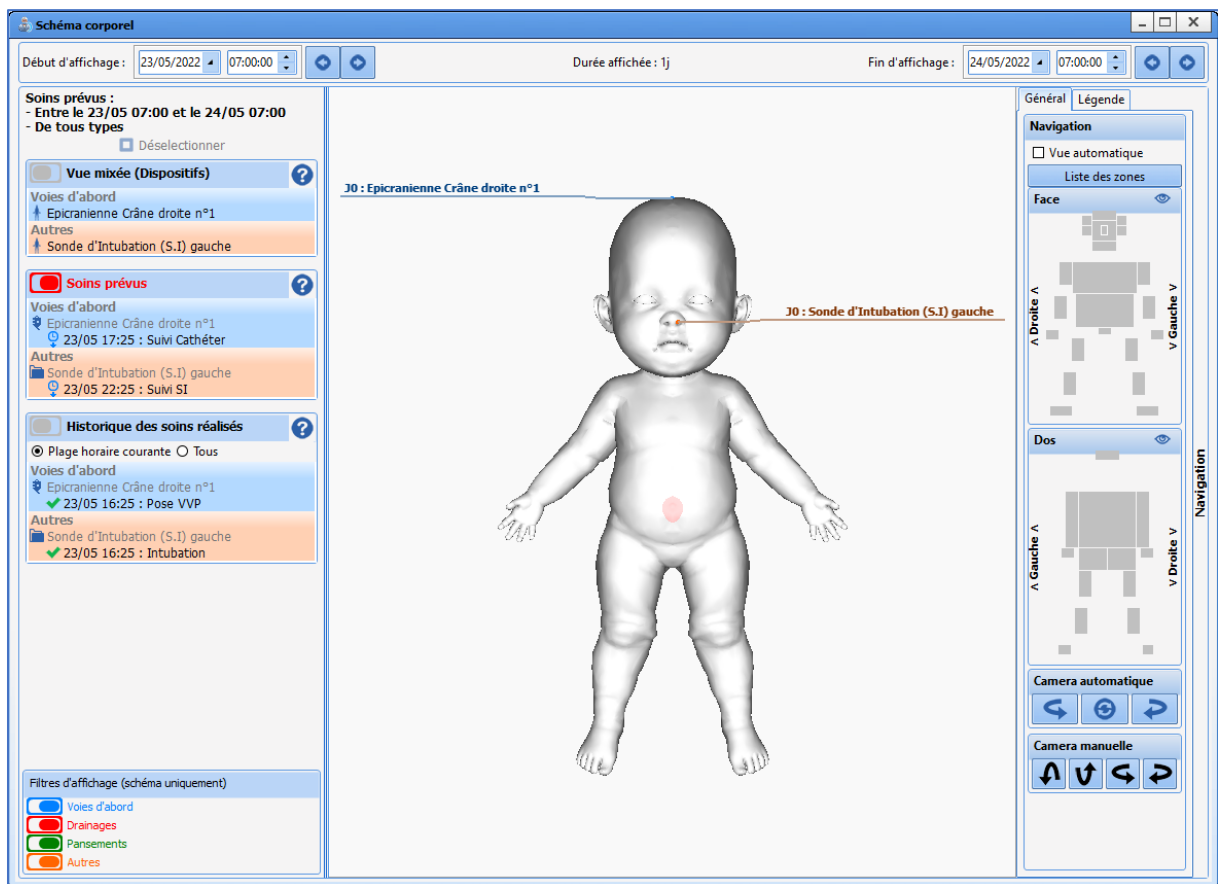 Schéma corporel
Début d'affichage : 23/05/2022 07:00:00 Durée affichée : 1j Fin d'affichage : 24/05/2022 07:00:00
Soins prévus :
- Entre le 23/05 07:00 et le 24/05 07:00
- De tous types
Déselectionner
Vue mixée (Dispositifs) ?
Voies d'abord
Epicranienne Crâne droite n°1
Autres
Sonde d'Intubation (S.I) gauche
Soins prévus ?
Voies d'abord
Epicranienne Crâne droite n°1
23/05 17:25 : Suivi Cathéter
Autres
Sonde d'Intubation (S.I) gauche
23/05 22:25 : Suivi SI
Historique des soins réalisés ?
Plage horaire courante Tous
Voies d'abord
Epicranienne Crâne droite n°1
23/05 16:25 : Pose VVP
Autres
Sonde d'Intubation (S.I) gauche
23/05 16:25 : Intubation
Filtres d'affichage (schéma uniquement)
Voies d'abord
Drainages
Pansements
Autres
J0 : Epicranienne Crâne droite n°1
J0 : Sonde d'Intubation (S.I) gauche
Général Légende
Navigation
Vue automatique
Liste des zones
Face
< Droite >
< Gauche >
Dos
< Gauche >
< Droite >
Camera automatique
Camera manuelle
Navigation